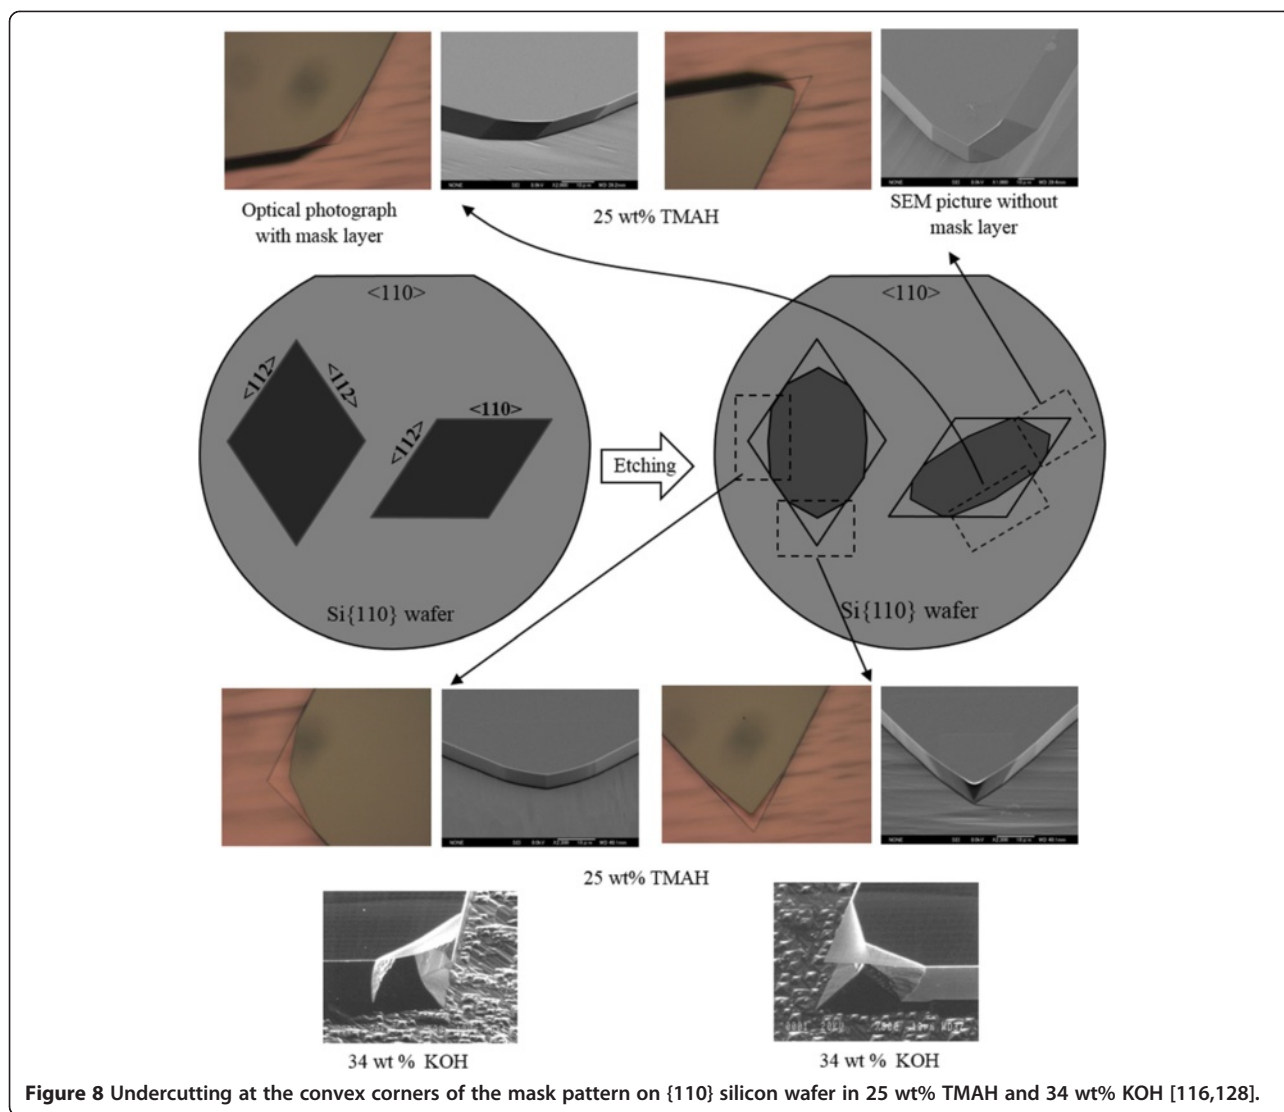 Optical photograph
with mask layer
25 wt% TMAH
SEM picture without
mask layer
<110>
<112>
<112>
<110>
<112>
Si{110} wafer
Etching
<110>
Si{110} wafer
25 wt% TMAH
34 wt % KOH
34 wt % KOH
Figure 8 Undercutting at the convex corners of the mask pattern on {110} silicon wafer in 25 wt% TMAH and 34 wt% KOH [116,128].